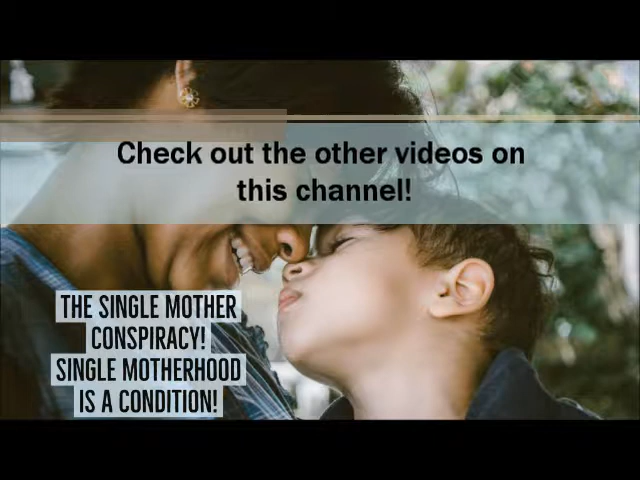 Check out the other videos on
this channel!
THE SINGLE MOTHER
CONSPIRACY!
SINGLE MOTHERHOOD
IS A CONDITION!